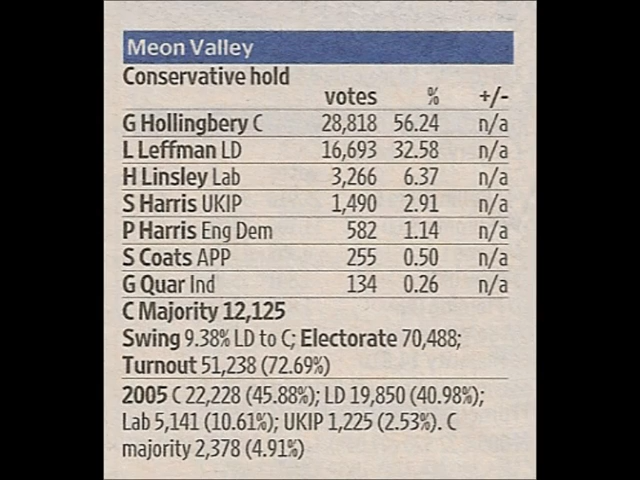 Meon Valley
Conservative hold
votes % +/-
G Hollingbery C 28,818 56.24 n/a
L Leffman LD 16,693 32.58 n/a
H Linsley Lab 3,266 6.37 n/a
S Harris UKIP 1,490 2.91 n/a
P Harris Eng Dem 582 1.14 n/a
S Coats APP 255 0.50 n/a
G Quar Ind 134 0.26 n/a
C Majority 12,125
Swing 9.38% LD to C; Electorate 70,488;
Turnout 51,238 (72.69%)
2005 C 22,228 (45.88%); LD 19,850 (40.98%);
Lab 5,141 (10.61%); UKIP 1,225 (2.53%). C
majority 2,378 (4.91%)